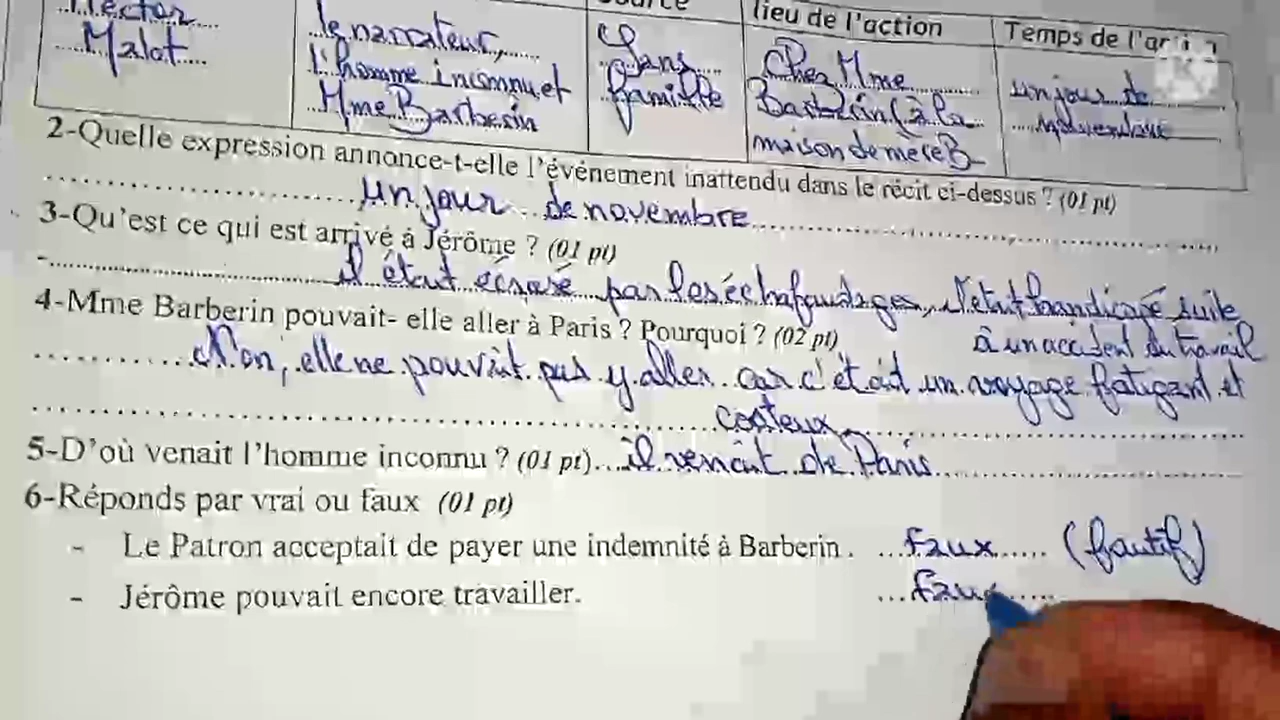 Hector
Malot
le narrateur,
l'homme inconnu et
Mme Barberin
Source
Sans
famille
lieu de l'action
Chez Mme
Barberin (à la
maison de mère B
Temps de l'action
un jour de
novembre
2-Quelle expression annonce-t-elle l'événement inattendu dans le récit ci-dessus ? (01 pt)
un jour de novembre
3-Qu'est ce qui est arrivé à Jérôme ? (01 pt)
il était écrasé par les échafaudages, handicapé suite
à un accident du travail
4-Mme Barberin pouvait- elle aller à Paris ? Pourquoi ? (02 pt)
Non, elle ne pouvait pas y aller car c'était un voyage fatigant et
coûteux
5-D'où venait l'homme inconnu ? (01 pt) il venait de Paris
6-Réponds par vrai ou faux (01 pt)
- Le Patron acceptait de payer une indemnité à Barberin . faux (fautif)
- Jérôme pouvait encore travailler. faux